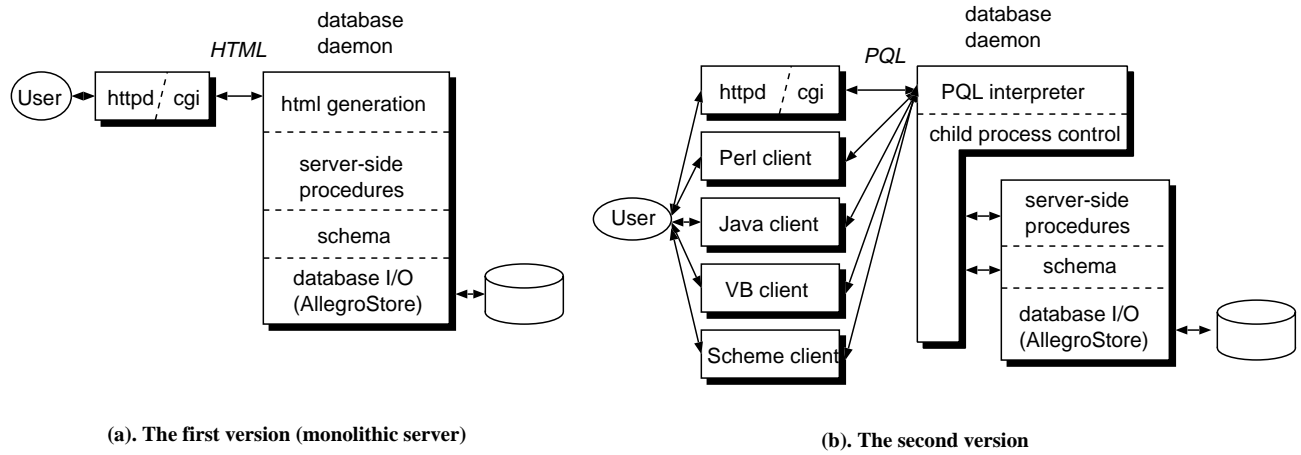 database
daemon
HTML
User
httpd / cgi
html generation
server-side
procedures
schema
database I/O
(AllegroStore)
(a). The first version (monolithic server)
database
daemon
PQL
httpd / cgi
Perl client
Java client
VB client
Scheme client
User
PQL interpreter
child process control
server-side
procedures
schema
database I/O
(AllegroStore)
(b). The second version